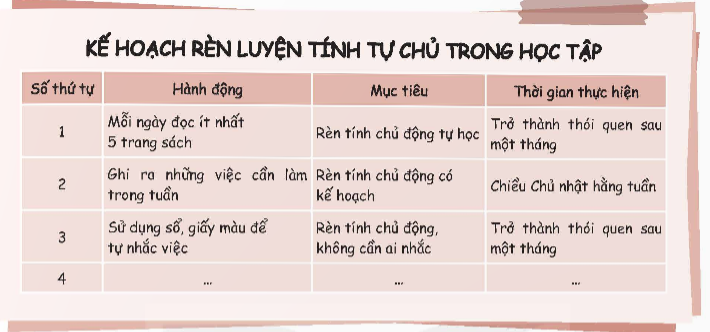 KẾ HOẠCH RÈN LUYỆN TÍNH TỰ CHỦ TRONG HỌC TẬP
Số thứ tự Hành động Mục tiêu Thời gian thực hiện
1
Mỗi ngày đọc ít nhất
5 trang sách
Rèn tính chủ động tự học
Trở thành thói quen sau
một tháng
2
Ghi ra những việc cần làm
trong tuần
Rèn tính chủ động có
kế hoạch
Chiều Chủ nhật hằng tuần
3
Sử dụng sổ, giấy màu để
tự nhắc việc
Rèn tính chủ động,
không cần ai nhắc
Trở thành thói quen sau
một tháng
4 ... ... ...